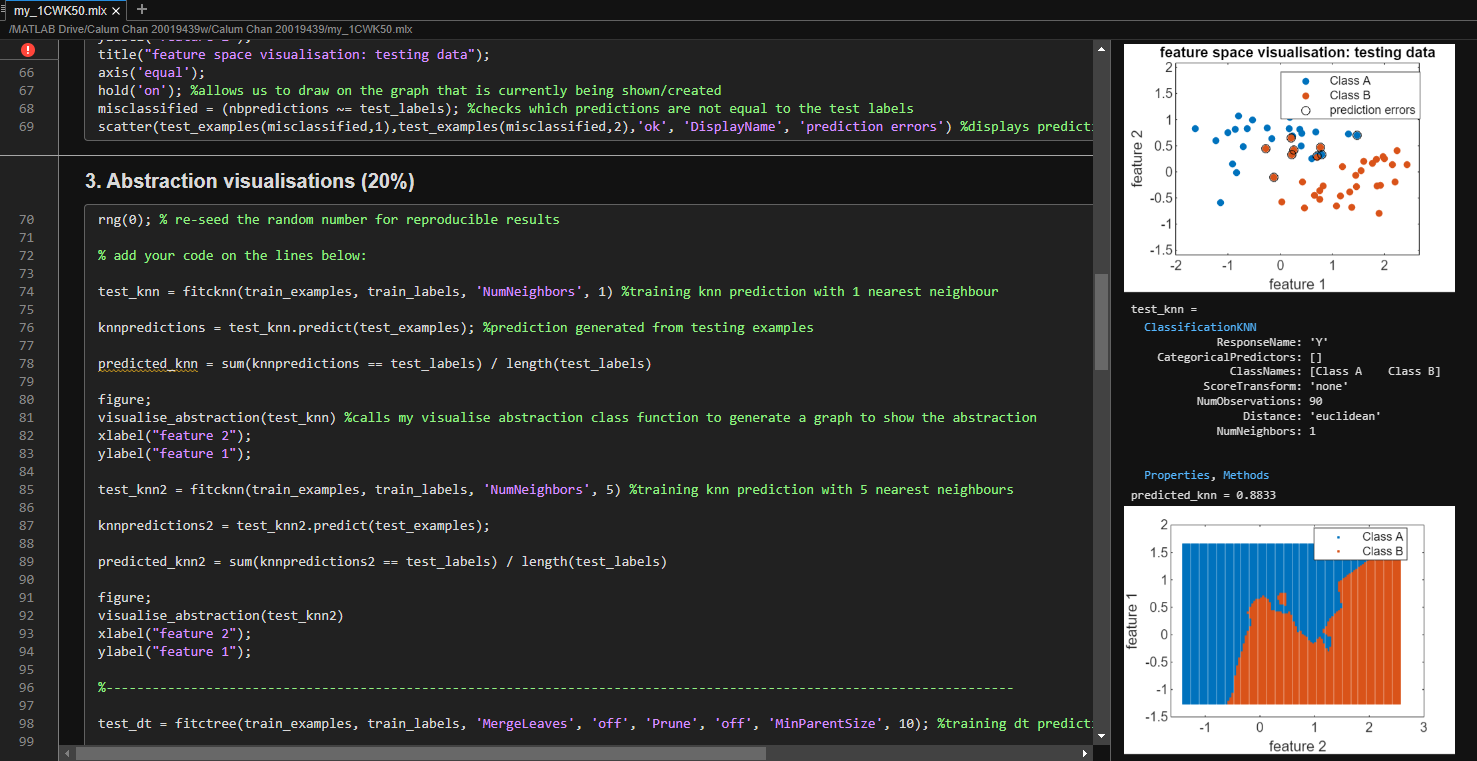 my_1CWK50.mlx × +
/MATLAB Drive/Calum Chan 20019439w/Calum Chan 20019439/my_1CWK50.mlx
title("feature space visualisation: testing data");
66 axis('equal');
67 hold('on'); %allows us to draw on the graph that is currently being shown/created
68 misclassified = (nbpredictions ~= test_labels); %checks which predictions are not equal to the test labels
69 scatter(test_examples(misclassified,1),test_examples(misclassified,2),'ok', 'DisplayName', 'prediction errors') %displays predicti
3. Abstraction visualisations (20%)
70 rng(0); % re-seed the random number for reproducible results
71
72 % add your code on the lines below:
73
74 test_knn = fitcknn(train_examples, train_labels, 'NumNeighbors', 1) %training knn prediction with 1 nearest neighbour
75
76 knnpredictions = test_knn.predict(test_examples); %prediction generated from testing examples
77
78 predicted_knn = sum(knnpredictions == test_labels) / length(test_labels)
79
80 figure;
81 visualise_abstraction(test_knn) %calls my visualise abstraction class function to generate a graph to show the abstraction
82 xlabel("feature 2");
83 ylabel("feature 1");
84
85 test_knn2 = fitcknn(train_examples, train_labels, 'NumNeighbors', 5) %training knn prediction with 5 nearest neighbours
86
87 knnpredictions2 = test_knn2.predict(test_examples);
88
89 predicted_knn2 = sum(knnpredictions2 == test_labels) / length(test_labels)
90
91 figure;
92 visualise_abstraction(test_knn2)
93 xlabel("feature 2");
94 ylabel("feature 1");
95
96 %----------------------------------------------------------------------------------------------------------------------
97
98 test_dt = fitctree(train_examples, train_labels, 'MergeLeaves', 'off', 'Prune', 'off', 'MinParentSize', 10); %training dt predicti
99
feature space visualisation: testing data
Class A
Class B
prediction errors
2
1.5
1
0.5
0
-0.5
-1
-1.5
feature 2
-2 -1 0 1 2
feature 1
test_knn =
ClassificationKNN
ResponseName: 'Y'
CategoricalPredictors: []
ClassNames: [Class A Class B]
ScoreTransform: 'none'
NumObservations: 90
Distance: 'euclidean'
NumNeighbors: 1
Properties, Methods
predicted_knn = 0.8833
Class A
Class B
2
1.5
1
0.5
0
-0.5
-1
-1.5
feature 1
-1 0 1 2 3
feature 2